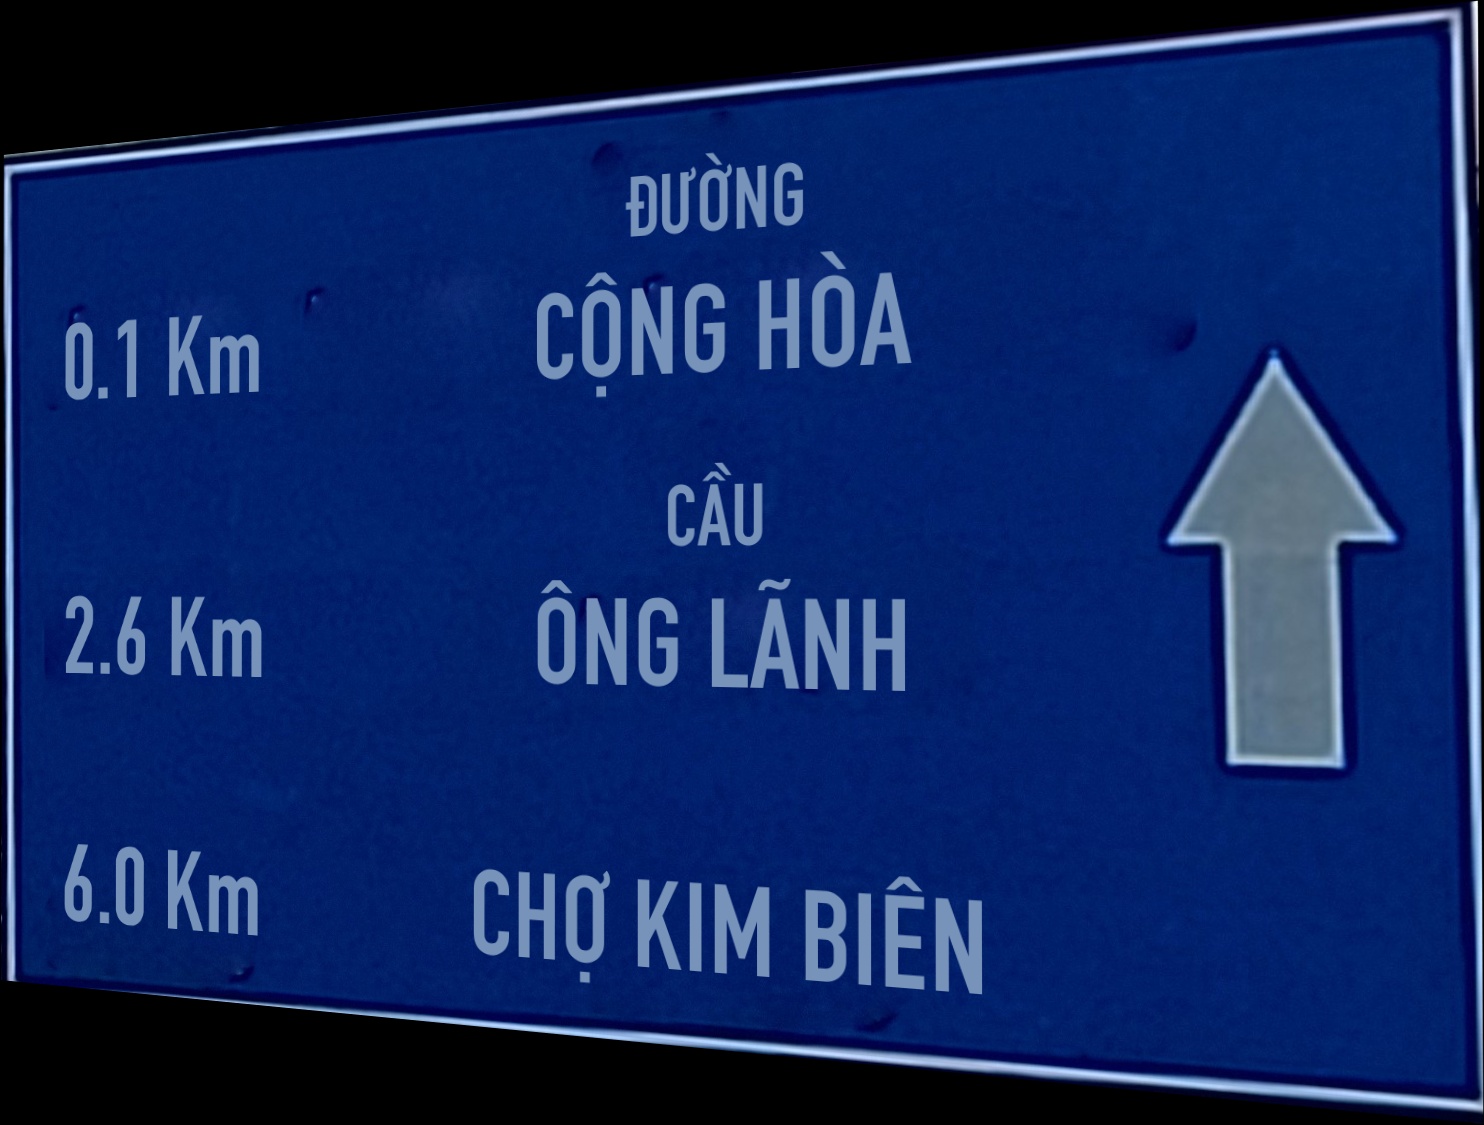 ĐƯỜNG
0.1 Km CỘNG HÒA
CẦU
2.6 Km ÔNG LÃNH
6.0 Km CHỢ KIM BIÊN